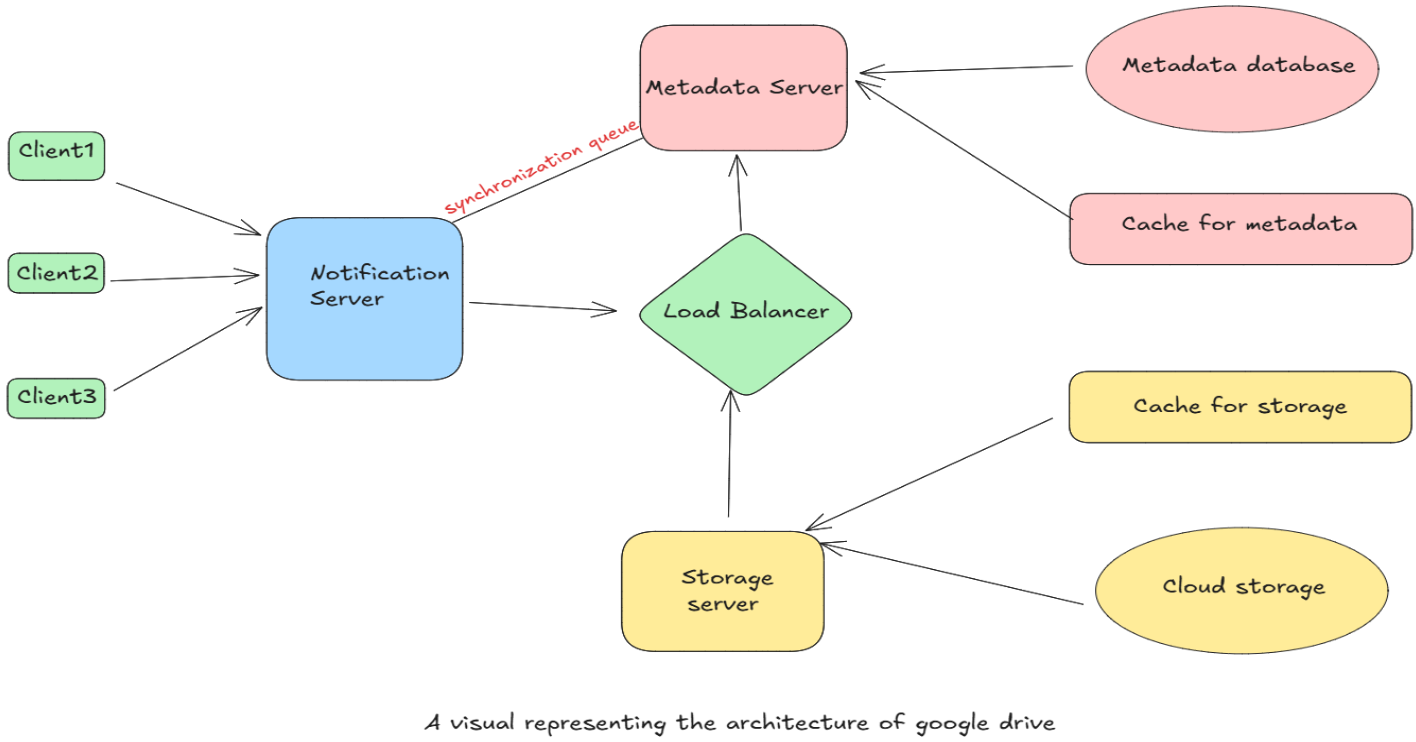 Metadata Server
Metadata database
synchronization queue
Client1
Cache for metadata
Client2
Notification
Server
Load Balancer
Client3
Cache for storage
Storage
server
Cloud storage
A visual representing the architecture of google drive